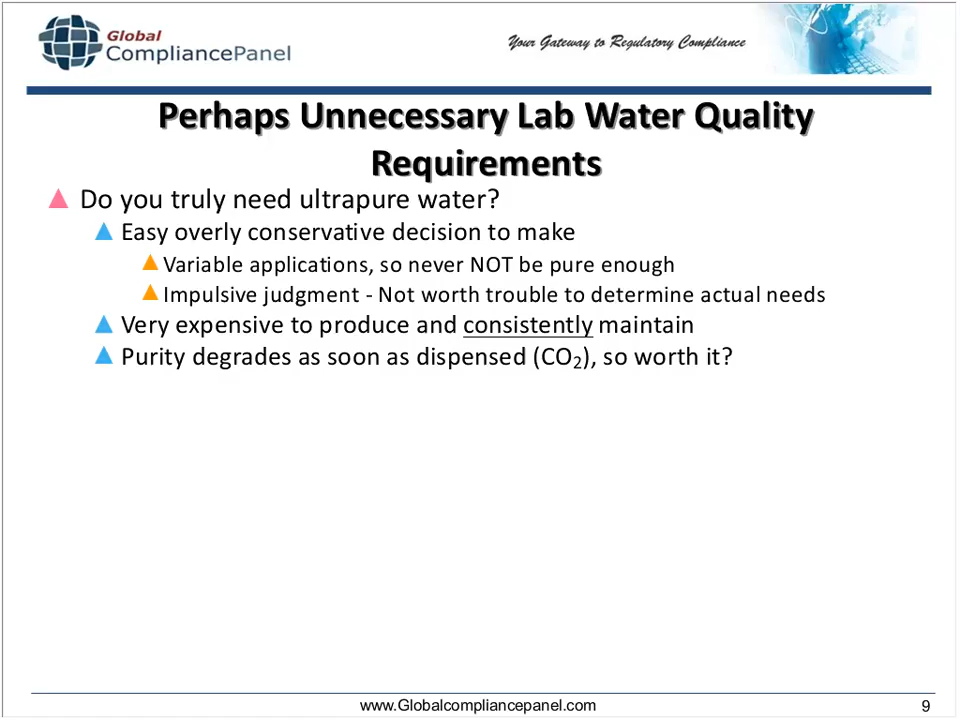 Global
CompliancePanel
Your Gateway to Regulatory Compliance
Perhaps Unnecessary Lab Water Quality
Requirements
Do you truly need ultrapure water?
Easy overly conservative decision to make
Variable applications, so never NOT be pure enough
Impulsive judgment - Not worth trouble to determine actual needs
Very expensive to produce and consistently maintain
Purity degrades as soon as dispensed (CO₂), so worth it?
www.Globalcompliancepanel.com
9